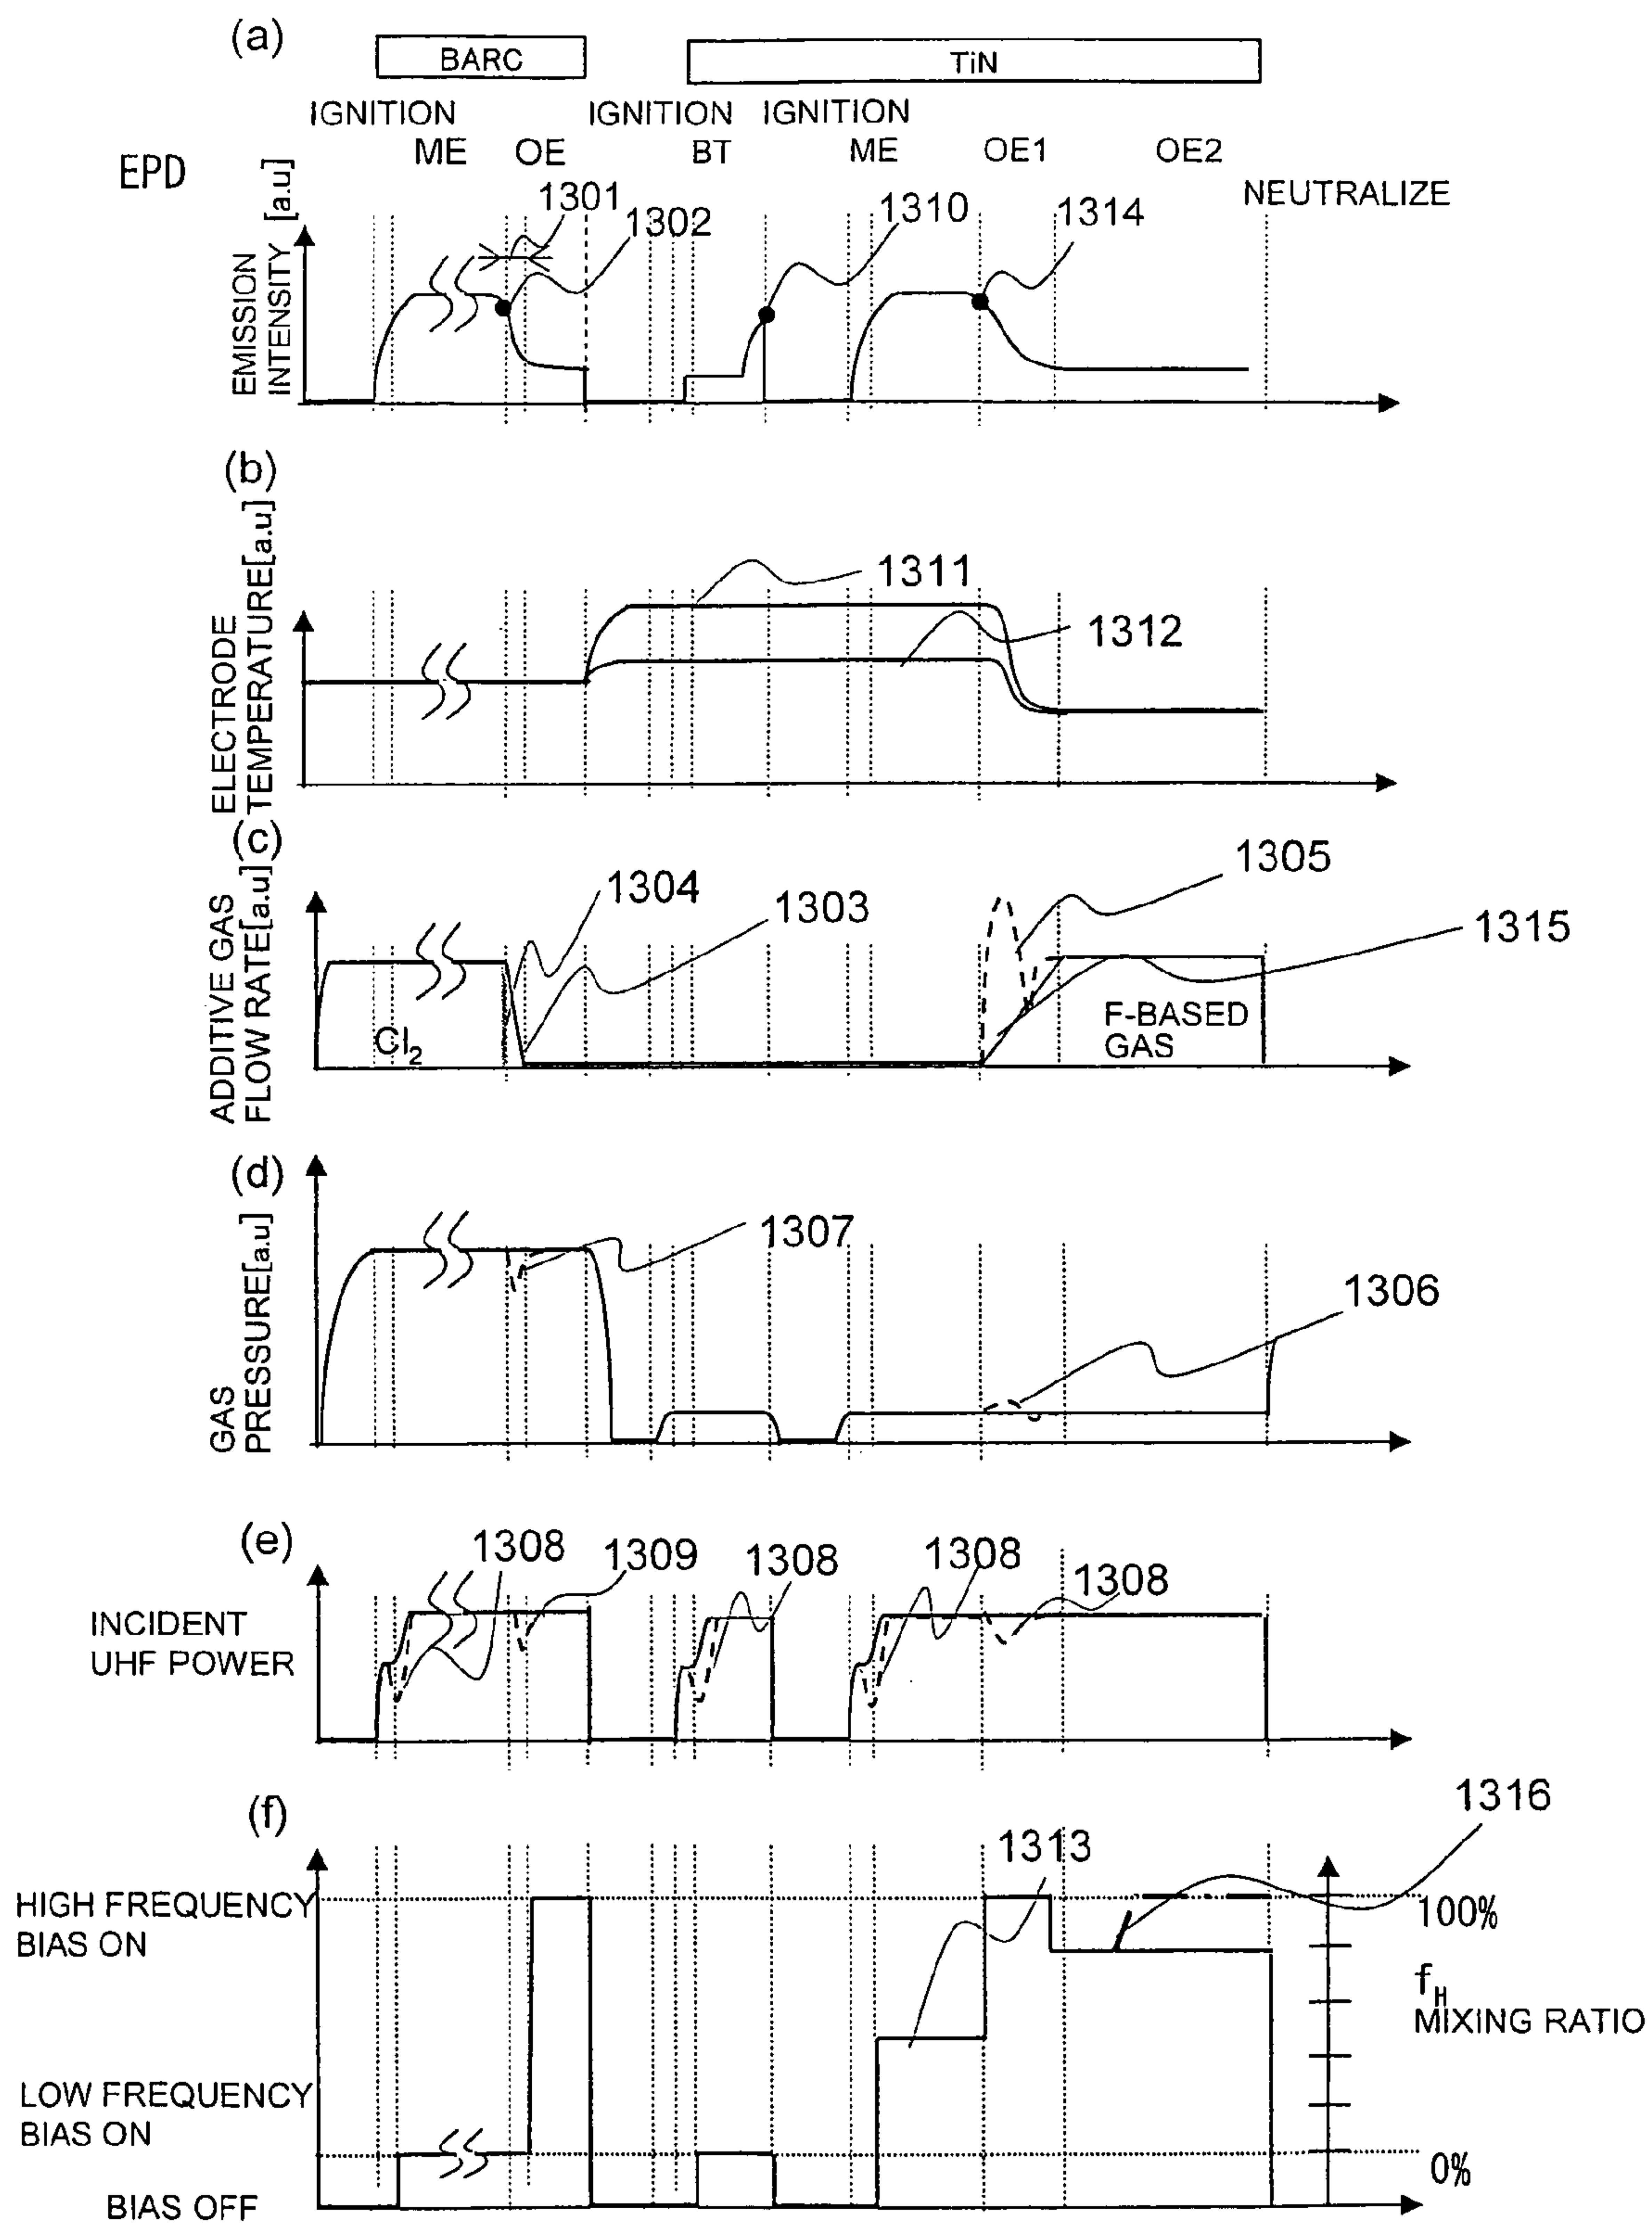 (a)
BARC
TiN
IGNITION
IGNITION
IGNITION
ME
OE
BT
ME
OE1
OE2
EPD
NEUTRALIZE
1301
1302
1310
1314
EMISSION
INTENSITY [a.u]
(b)
1311
1312
ELECTRODE
TEMPERATURE[a.u]
(c)
1304
1303
1305
1315
ADDITIVE GAS
FLOW RATE[a.u]
Cl2
F-BASED
GAS
(d)
1307
1306
GAS
PRESSURE[a.u]
(e)
1308
1309
1308
1308
1308
INCIDENT
UHF POWER
(f)
1316
1313
HIGH FREQUENCY
BIAS ON
100%
fH
MIXING RATIO
LOW FREQUENCY
BIAS ON
0%
BIAS OFF